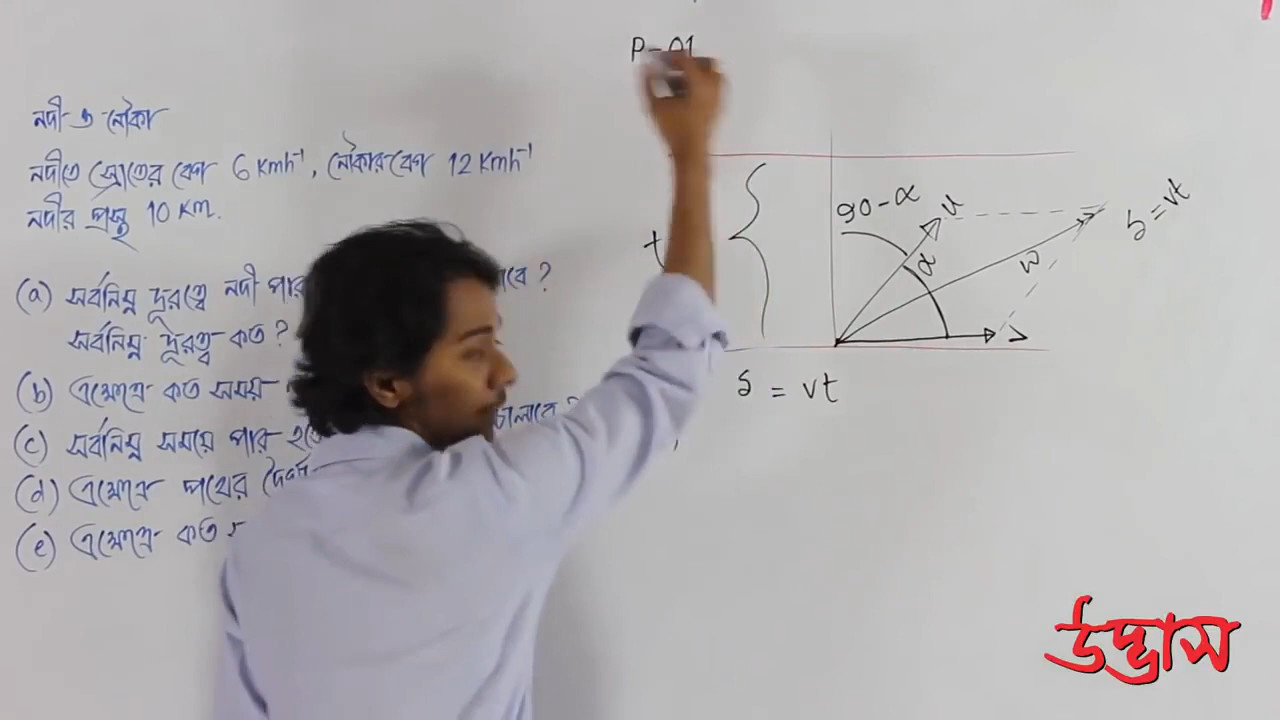 P-01
নদী ও নৌকা
নদীতে স্রোতের বেগ 6 Kmh⁻¹, নৌকার বেগ 12 Kmh⁻¹
নদীর প্রস্থ 10 Km.
(a) সর্বনিম্ন দূরত্বে নদী পার
সর্বনিম্ন দূরত্ব কত?
(b) এক্ষেত্রে কত সময়
(c) সর্বনিম্ন সময়ে পার হতে চালাবে?
(d) এক্ষেত্রে পথের
(e) এক্ষেত্রে কত
90-α
u
α
w
v
s = vt
t
s = vt
উদ্ভাস